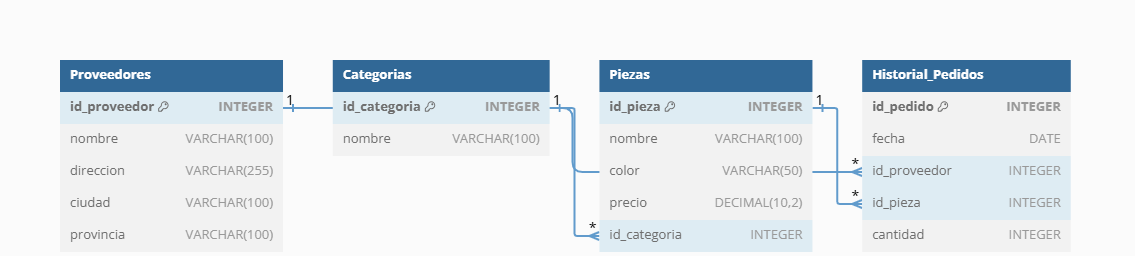 Proveedores
id_proveedor INTEGER
nombre VARCHAR(100)
direccion VARCHAR(255)
ciudad VARCHAR(100)
provincia VARCHAR(100)
1
Categorias
id_categoria INTEGER
nombre VARCHAR(100)
1
*
Piezas
id_pieza INTEGER
nombre VARCHAR(100)
color VARCHAR(50)
precio DECIMAL(10,2)
id_categoria INTEGER
1
*
*
Historial_Pedidos
id_pedido INTEGER
fecha DATE
id_proveedor INTEGER
id_pieza INTEGER
cantidad INTEGER